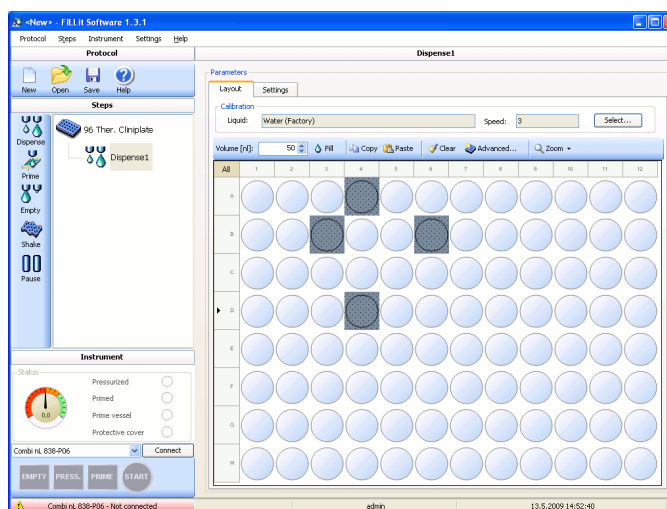 <New> - FILLit Software 1.3.1
Protocol Steps Instrument Settings Help
Protocol
New Open Save Help
Steps
Dispense
Prime
Empty
Shake
Pause
96 Ther. Cliniplate
Dispense1
Instrument
Status
Pressurized
Primed
Prime vessel
Protective cover
0,0
Combi nL 838-P06 Connect
EMPTY PRESS. PRIME START
Dispense1
Parameters
Layout Settings
Calibration
Liquid: Water (Factory) Speed: 3 Select...
Volume [nl]: 50 Fill Copy Paste Clear Advanced... Zoom
All 1 2 3 4 5 6 7 8 9 10 11 12
A
B
C
D
E
F
G
H
Combi nL 838-P06 - Not connected admin 13.5.2009 14:52:40